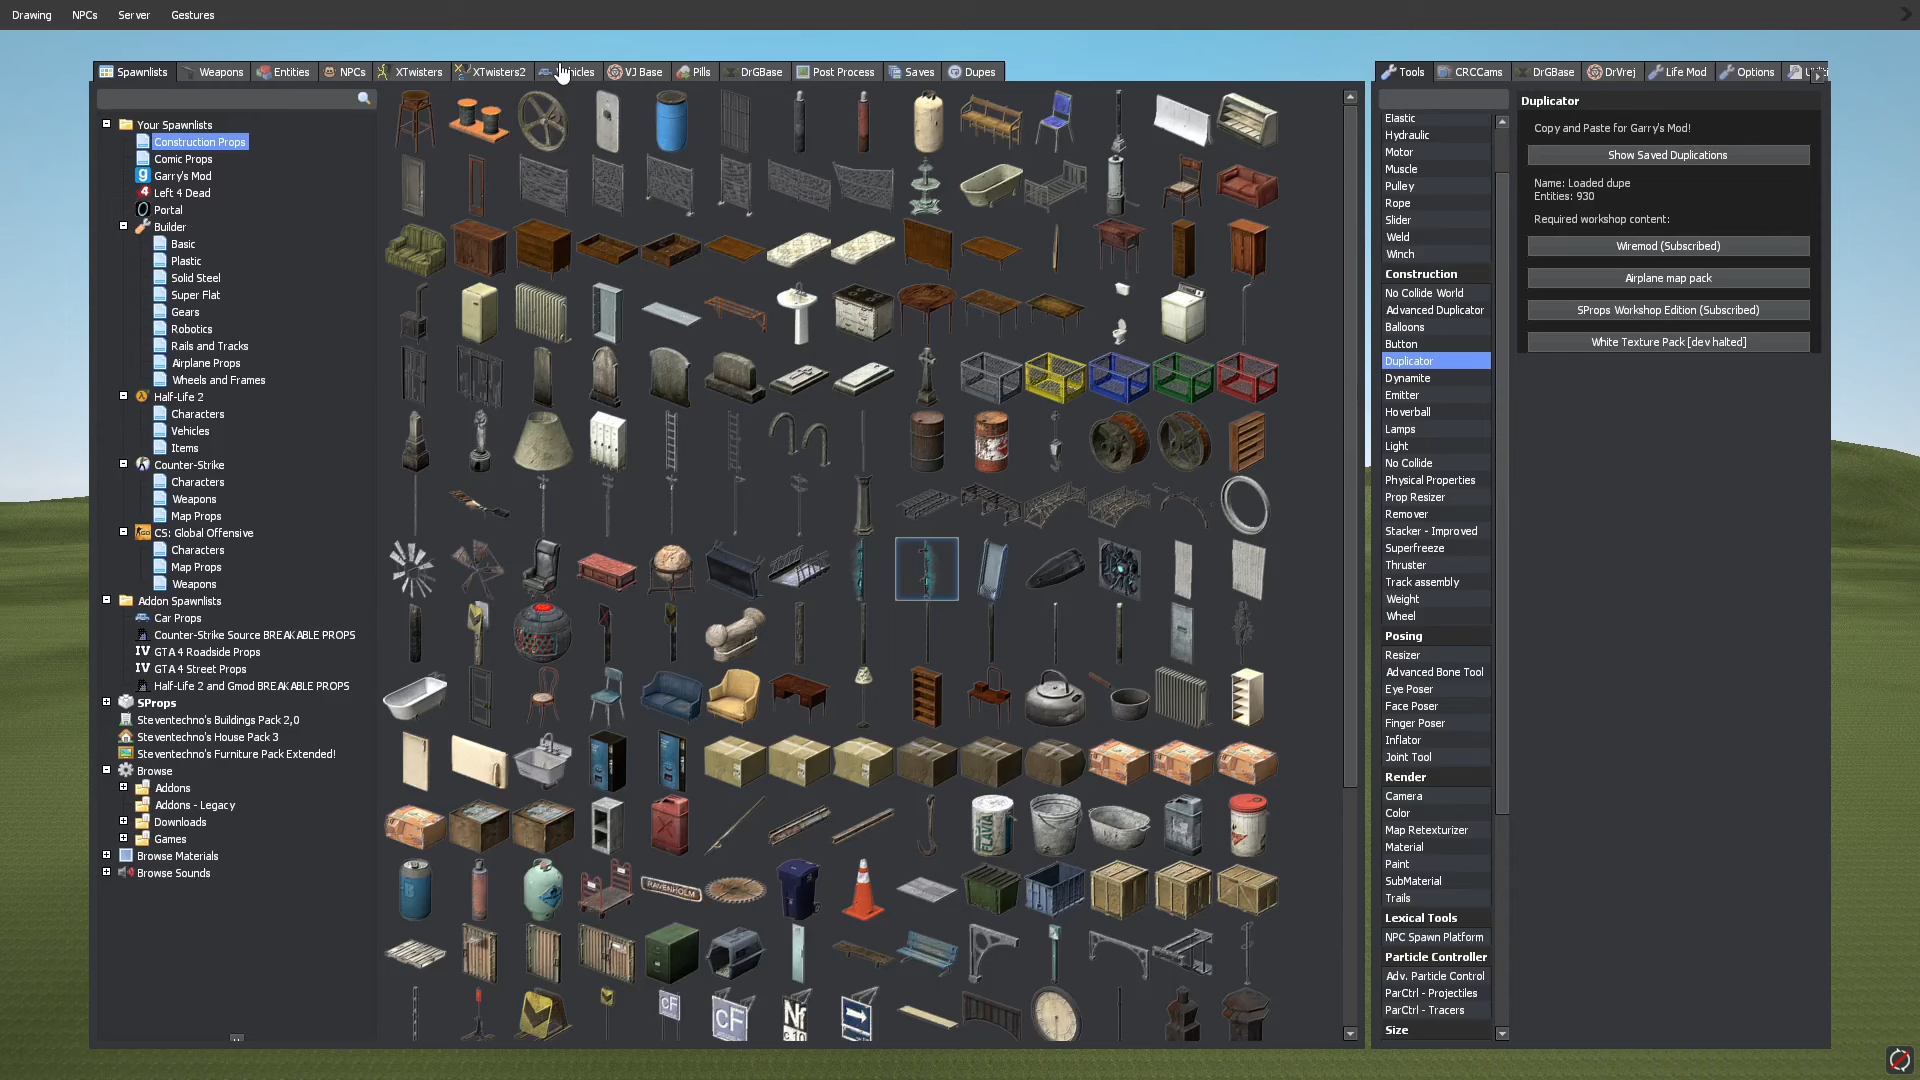 Drawing NPCs Server Gestures
Spawnlists Weapons Entities NPCs XTwisters XTwisters2 VJ Base Pills DrGBase Post Process Saves Dupes
Tools CRCCams DrGBase DrVrej Life Mod Options
Your Spawnlists
Construction Props
Comic Props
Garry's Mod
Left 4 Dead
Portal
Builder
Basic
Plastic
Solid Steel
Super Flat
Gears
Robotics
Rails and Tracks
Airplane Props
Wheels and Frames
Half-Life 2
Characters
Vehicles
Items
Counter-Strike
Characters
Weapons
Map Props
CS: Global Offensive
Characters
Map Props
Weapons
Addon Spawnlists
Car Props
Counter-Strike Source BREAKABLE PROPS
IV GTA 4 Roadside Props
IV GTA 4 Street Props
Half-Life 2 and Gmod BREAKABLE PROPS
SProps
Steventechno's Buildings Pack 2,0
Steventechno's House Pack 3
Steventechno's Furniture Pack Extended!
Browse
Addons
Addons - Legacy
Downloads
Games
Browse Materials
Browse Sounds
FLAVIA
RAVENHOLM
cF
cF
Nf
Elastic
Hydraulic
Motor
Muscle
Pulley
Rope
Slider
Weld
Winch
Construction
No Collide World
Advanced Duplicator
Balloons
Button
Duplicator
Dynamite
Emitter
Hoverball
Lamps
Light
No Collide
Physical Properties
Prop Resizer
Remover
Stacker - Improved
Superfreeze
Thruster
Track assembly
Weight
Wheel
Posing
Resizer
Advanced Bone Tool
Eye Poser
Face Poser
Finger Poser
Inflator
Joint Tool
Render
Camera
Color
Map Retexturizer
Material
Paint
SubMaterial
Trails
Lexical Tools
NPC Spawn Platform
Particle Controller
Adv. Particle Control
ParCtrl - Projectiles
ParCtrl - Tracers
Size
Duplicator
Copy and Paste for Garry's Mod!
Show Saved Duplications
Name: Loaded dupe
Entities: 930
Required workshop content:
Wiremod (Subscribed)
Airplane map pack
SProps Workshop Edition (Subscribed)
White Texture Pack [dev halted]